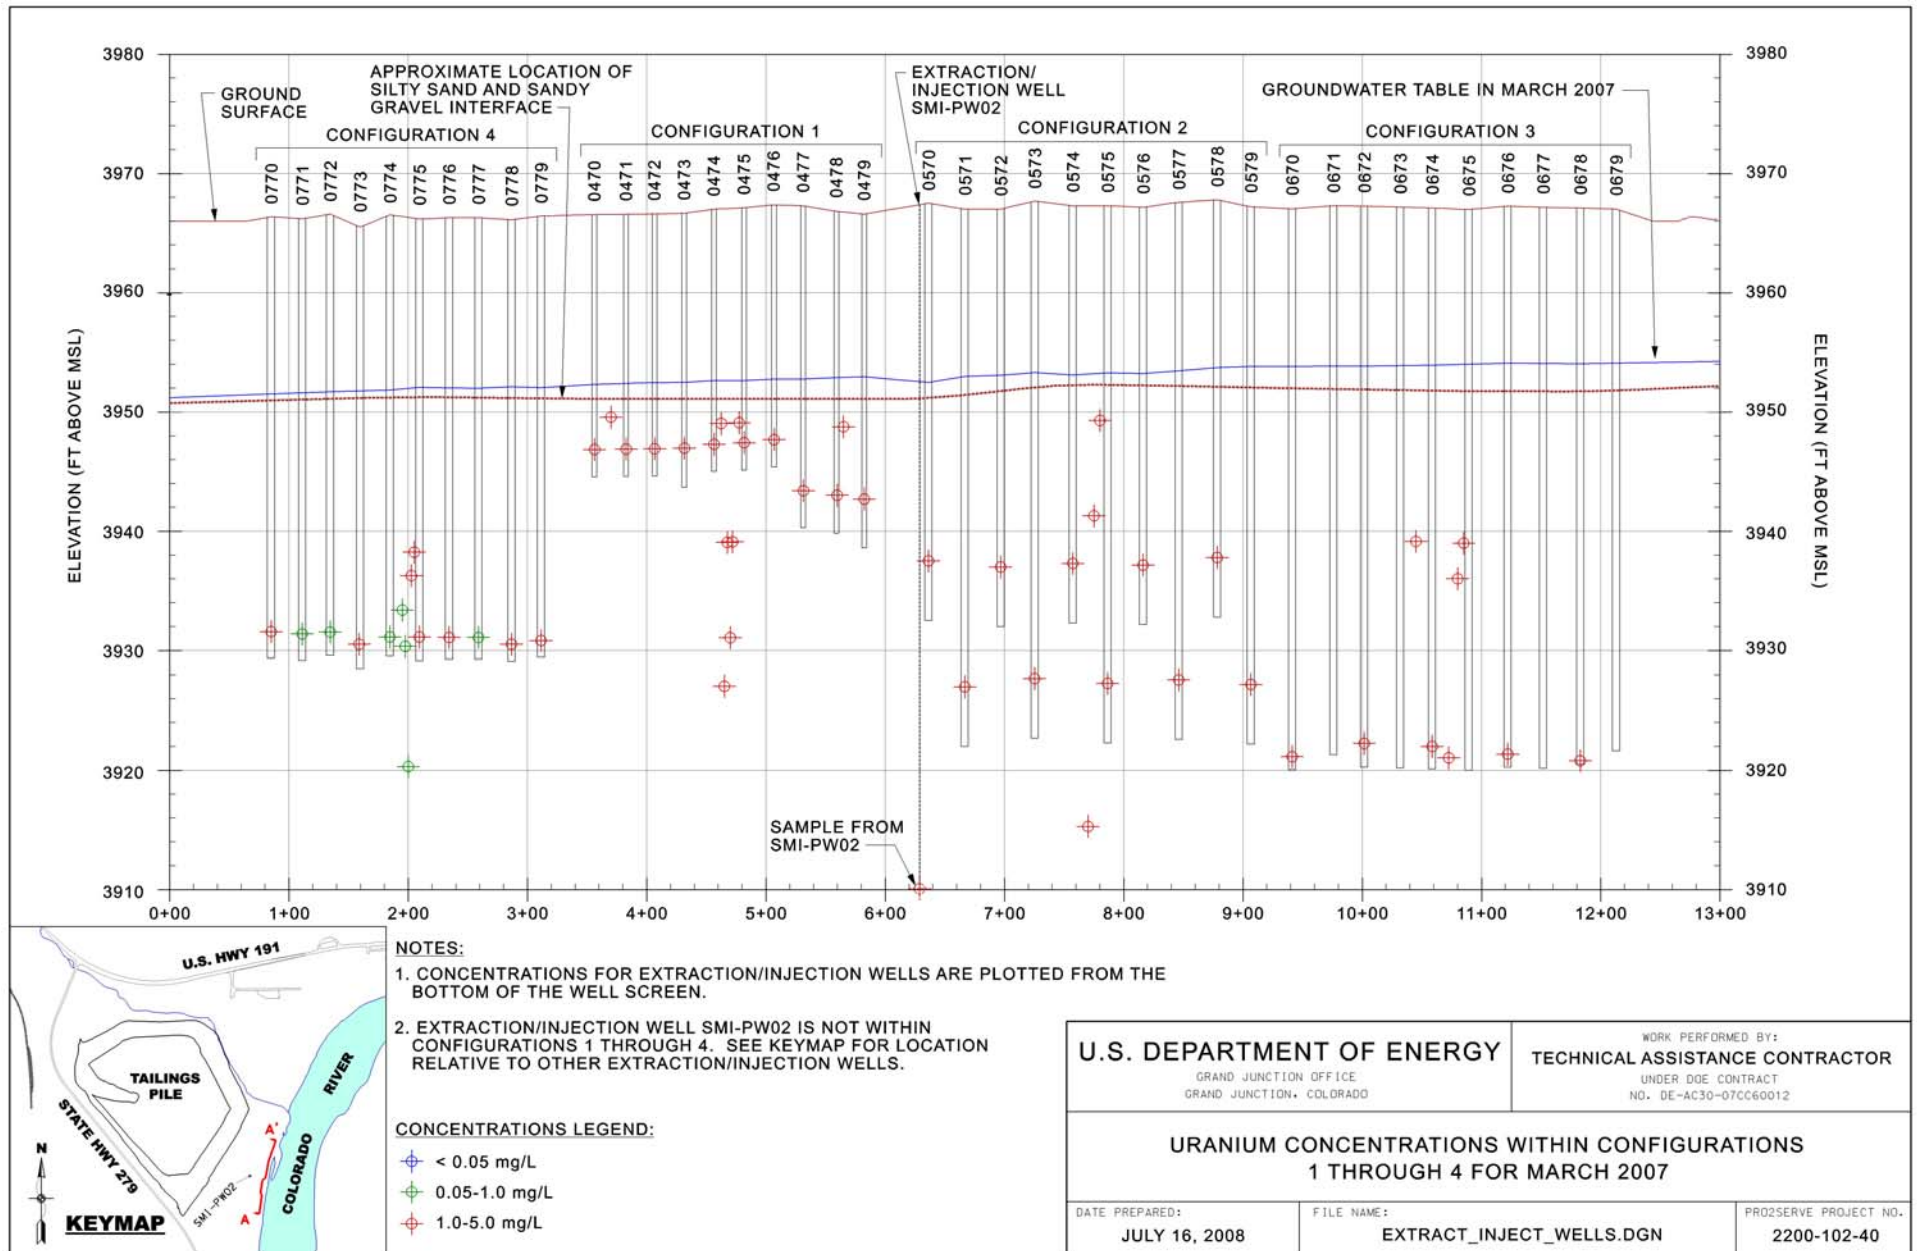 3980
3970
3960
3950
3940
3930
3920
3910
ELEVATION (FT ABOVE MSL)
GROUND
SURFACE
APPROXIMATE LOCATION OF
SILTY SAND AND SANDY
GRAVEL INTERFACE
EXTRACTION/
INJECTION WELL
SMI-PW02
GROUNDWATER TABLE IN MARCH 2007
CONFIGURATION 4
0770
0771
0772
0773
0774
0775
0776
0777
0778
0779
CONFIGURATION 1
0470
0471
0472
0473
0474
0475
0476
0477
0478
0479
CONFIGURATION 2
0570
0571
0572
0573
0574
0575
0576
0577
0578
0579
CONFIGURATION 3
0670
0671
0672
0673
0674
0675
0676
0677
0678
0679
3980
3970
3960
3950
3940
3930
3920
3910
ELEVATION (FT ABOVE MSL)
SAMPLE FROM
SMI-PW02
0+00
1+00
2+00
3+00
4+00
5+00
6+00
7+00
8+00
9+00
10+00
11+00
12+00
13+00
U.S. HWY 191
TAILINGS
PILE
STATE HWY 279
COLORADO
RIVER
A'
A
SMI-PW02
N
KEYMAP
NOTES:
1. CONCENTRATIONS FOR EXTRACTION/INJECTION WELLS ARE PLOTTED FROM THE
BOTTOM OF THE WELL SCREEN.
2. EXTRACTION/INJECTION WELL SMI-PW02 IS NOT WITHIN
CONFIGURATIONS 1 THROUGH 4. SEE KEYMAP FOR LOCATION
RELATIVE TO OTHER EXTRACTION/INJECTION WELLS.
CONCENTRATIONS LEGEND:
< 0.05 mg/L
0.05-1.0 mg/L
1.0-5.0 mg/L
U.S. DEPARTMENT OF ENERGY
GRAND JUNCTION OFFICE
GRAND JUNCTION, COLORADO
WORK PERFORMED BY:
TECHNICAL ASSISTANCE CONTRACTOR
UNDER DOE CONTRACT
NO. DE-AC30-07CC60012
URANIUM CONCENTRATIONS WITHIN CONFIGURATIONS
1 THROUGH 4 FOR MARCH 2007
DATE PREPARED:
JULY 16, 2008
FILE NAME:
EXTRACT_INJECT_WELLS.DGN
PRO2SERVE PROJECT NO.
2200-102-40